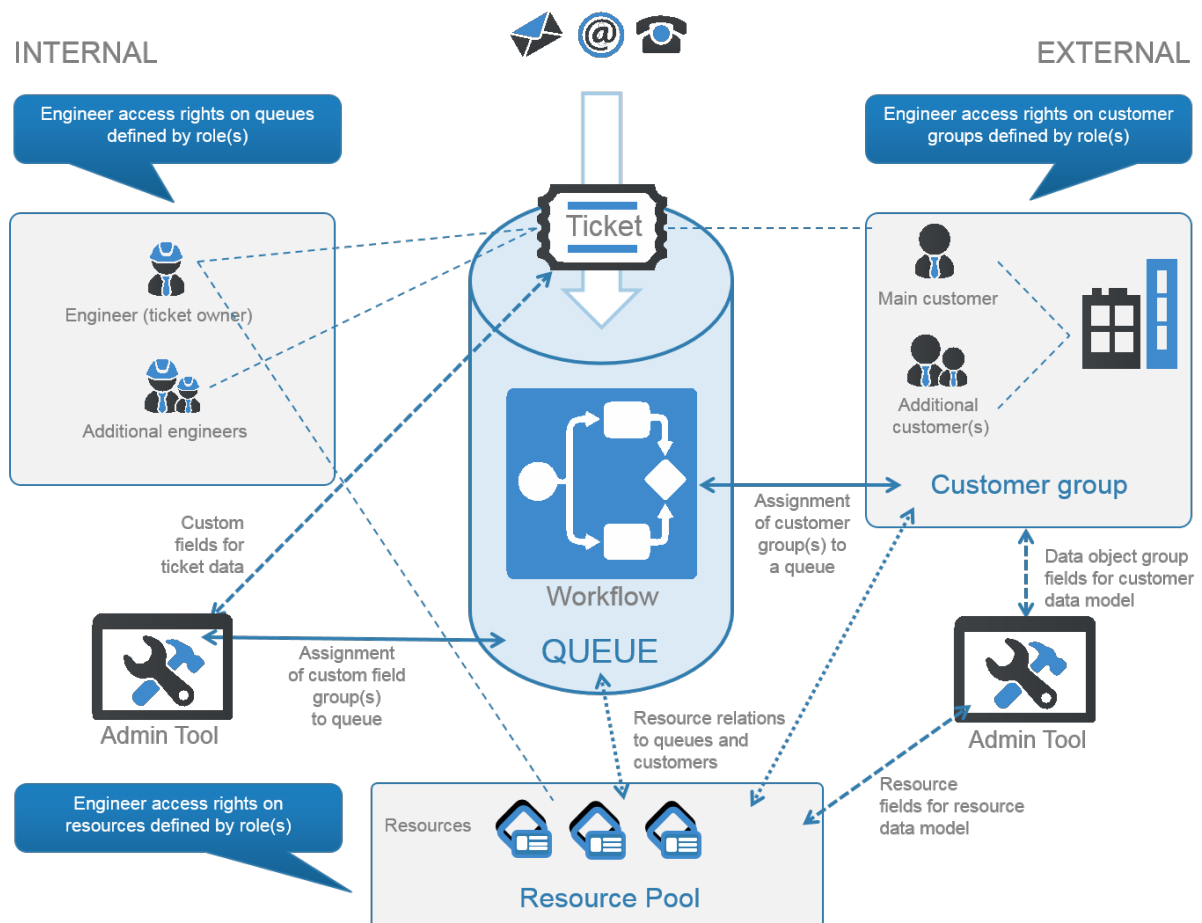 INTERNAL
EXTERNAL
@
Engineer access rights on queues
defined by role(s)
Engineer access rights on customer
groups defined by role(s)
Ticket
Engineer (ticket owner)
Additional engineers
Main customer
Additional
customer(s)
Customer group
Custom
fields for
ticket data
Workflow
QUEUE
Assignment
of customer
group(s) to
a queue
Data object group
fields for customer
data model
Admin Tool
Assignment
of custom field
group(s)
to queue
Resource relations
to queues and
customers
Admin Tool
Resource
fields for resource
data model
Engineer access rights on
resources defined by role(s)
Resources
Resource Pool